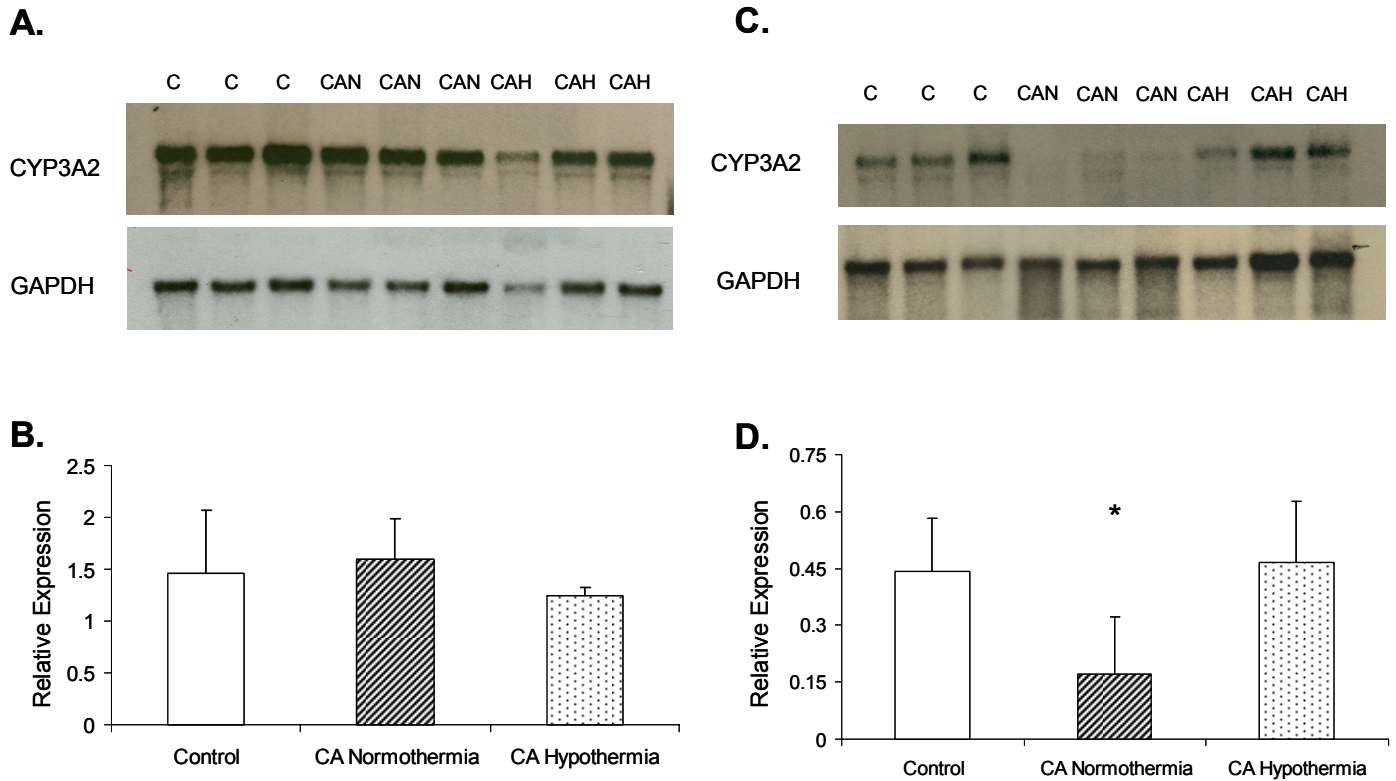 A.
C C C CAN CAN CAN CAH CAH CAH
CYP3A2
GAPDH
B.
Relative Expression
2.5
2
1.5
1
0.5
0
Control CA Normothermia CA Hypothermia
C.
C C C CAN CAN CAN CAH CAH CAH
CYP3A2
GAPDH
D.
Relative Expression
0.75
0.6
0.45
0.3
0.15
0
*
Control CA Normothermia CA Hypothermia